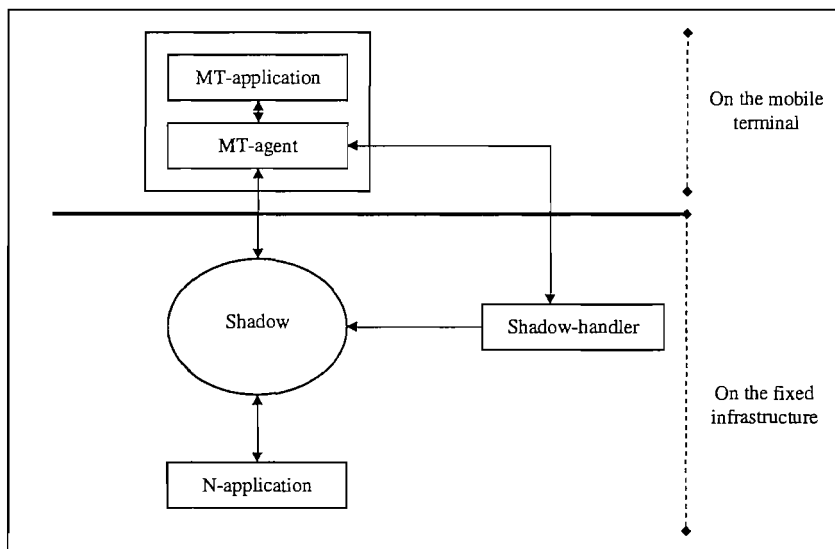 MT-application
MT-agent
On the mobile
terminal
Shadow
Shadow-handler
On the fixed
infrastructure
N-application